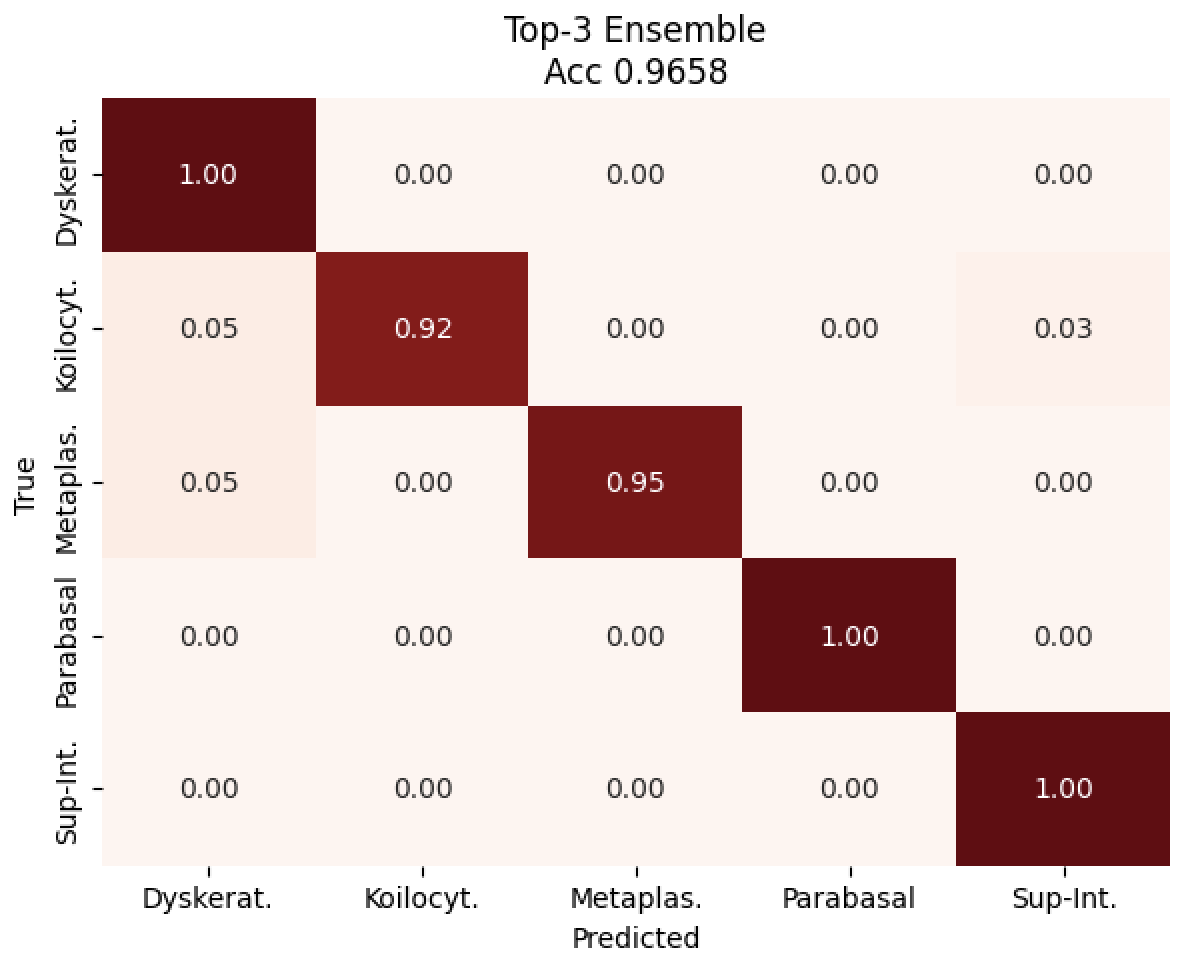 Top-3 Ensemble
Acc 0.9658
True
Dyskerat. 1.00 0.00 0.00 0.00 0.00
Koilocyt. 0.05 0.92 0.00 0.00 0.03
Metaplas. 0.05 0.00 0.95 0.00 0.00
Parabasal 0.00 0.00 0.00 1.00 0.00
Sup-Int. 0.00 0.00 0.00 0.00 1.00
Dyskerat. Koilocyt. Metaplas. Parabasal Sup-Int.
Predicted